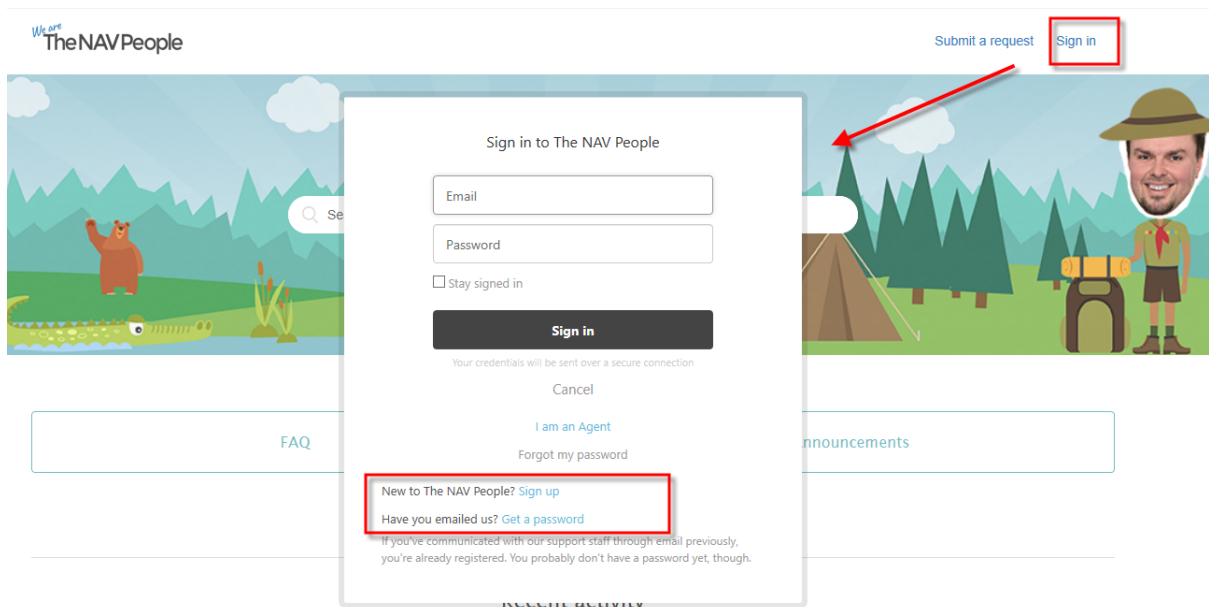 We are
The NAV People
Submit a request
Sign in
Sign in to The NAV People
Email
Se
Password
Stay signed in
Sign in
Your credentials will be sent over a secure connection
Cancel
I am an Agent
FAQ
nnouncements
Forgot my password
New to The NAV People? Sign up
Have you emailed us? Get a password
If you've communicated with our support staff through email previously,
you're already registered. You probably don't have a password yet, though.
Recent activity